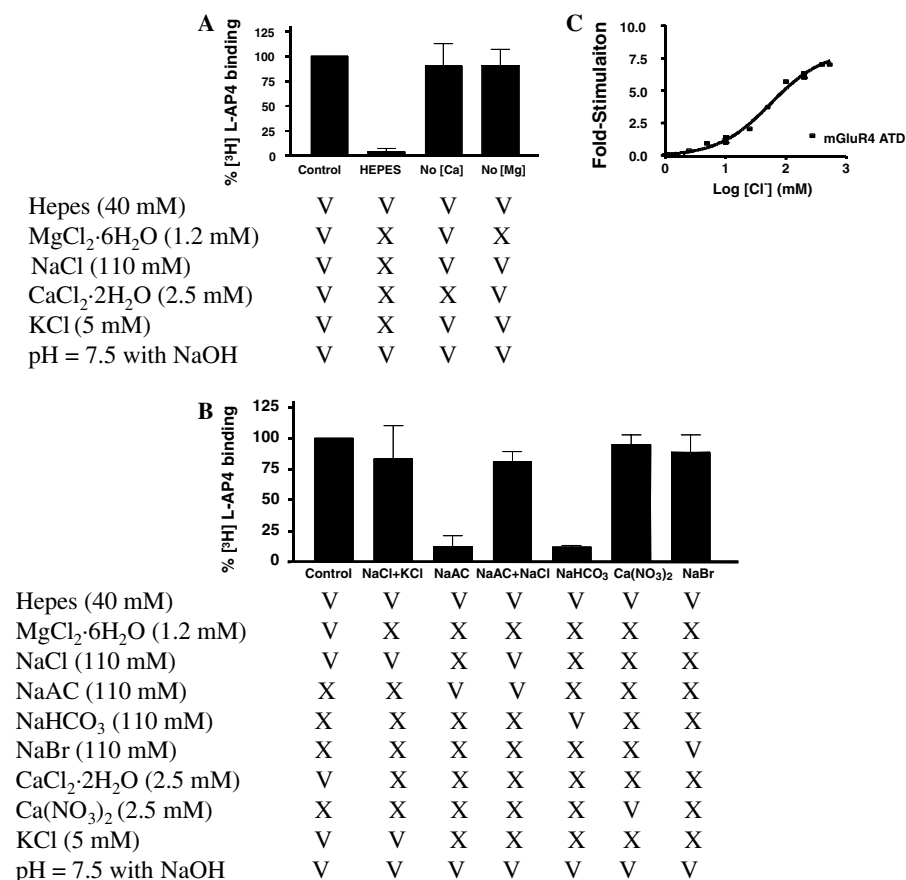 A
% [³H] L-AP4 binding
125
100
75
50
25
0
Control HEPES No [Ca] No [Mg]
C
Fold-Stimulaiton
10.0
7.5
5.0
2.5
0.0
0 1 2 3
Log [Cl⁻] (mM)
mGluR4 ATD
Hepes (40 mM) V V V V
MgCl₂·6H₂O (1.2 mM) V X V X
NaCl (110 mM) V X V V
CaCl₂·2H₂O (2.5 mM) V X X V
KCl (5 mM) V X V V
pH = 7.5 with NaOH V V V V
B
% [³H] L-AP4 binding
125
100
75
50
25
0
Control NaCl+KCl NaAC NaAC+NaCl NaHCO₃ Ca(NO₃)₂ NaBr
Hepes (40 mM) V V V V V V V
MgCl₂·6H₂O (1.2 mM) V X X X X X X
NaCl (110 mM) V V X V X X X
NaAC (110 mM) X X V V X X X
NaHCO₃ (110 mM) X X X X V X X
NaBr (110 mM) X X X X X X V
CaCl₂·2H₂O (2.5 mM) V X X X X X X
Ca(NO₃)₂ (2.5 mM) X X X X X V X
KCl (5 mM) V V X X X X X
pH = 7.5 with NaOH V V V V V V V